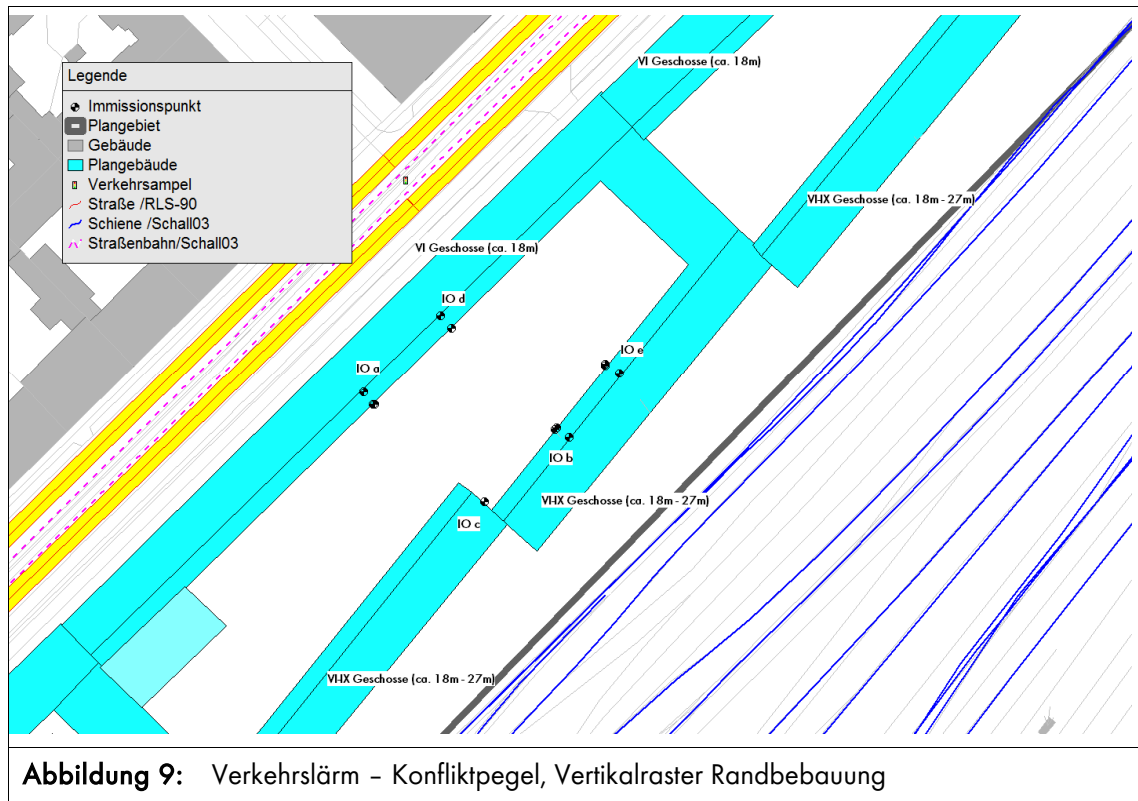 Legende
Immissionspunkt
Plangebiet
Gebäude
Plangebäude
Verkehrsampel
Straße /RLS-90
Schiene /Schall03
Straßenbahn/Schall03
VI Geschosse (ca. 18m)
VI-IX Geschosse (ca. 18m - 27m)
VI Geschosse (ca. 18m)
IO d
IO e
IO a
IO b
VI-IX Geschosse (ca. 18m - 27m)
IO c
VI-IX Geschosse (ca. 18m - 27m)
Abbildung 9: Verkehrslärm – Konfliktpegel, Vertikalraster Randbebauung